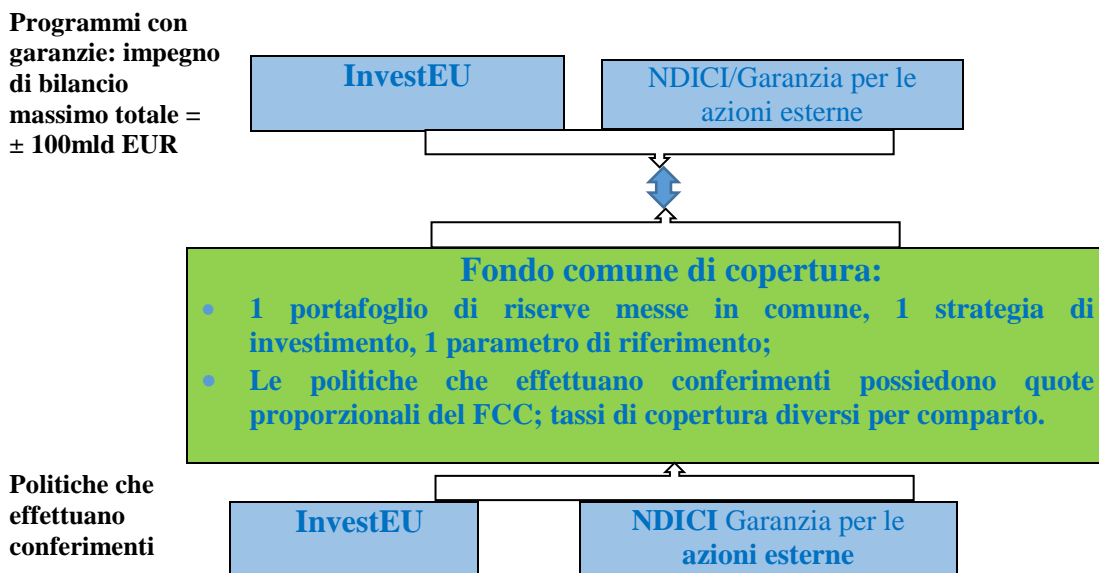 Programmi con
garanzie: impegno
di bilancio
massimo totale =
± 100mld EUR
InvestEU
NDICI/Garanzia per le
azioni esterne
Fondo comune di copertura:
• 1 portafoglio di riserve messe in comune, 1 strategia di
investimento, 1 parametro di riferimento;
• Le politiche che effettuano conferimenti possiedono quote
proporzionali del FCC; tassi di copertura diversi per comparto.
Politiche che
effettuano
conferimenti
InvestEU
NDICI Garanzia per le
azioni esterne